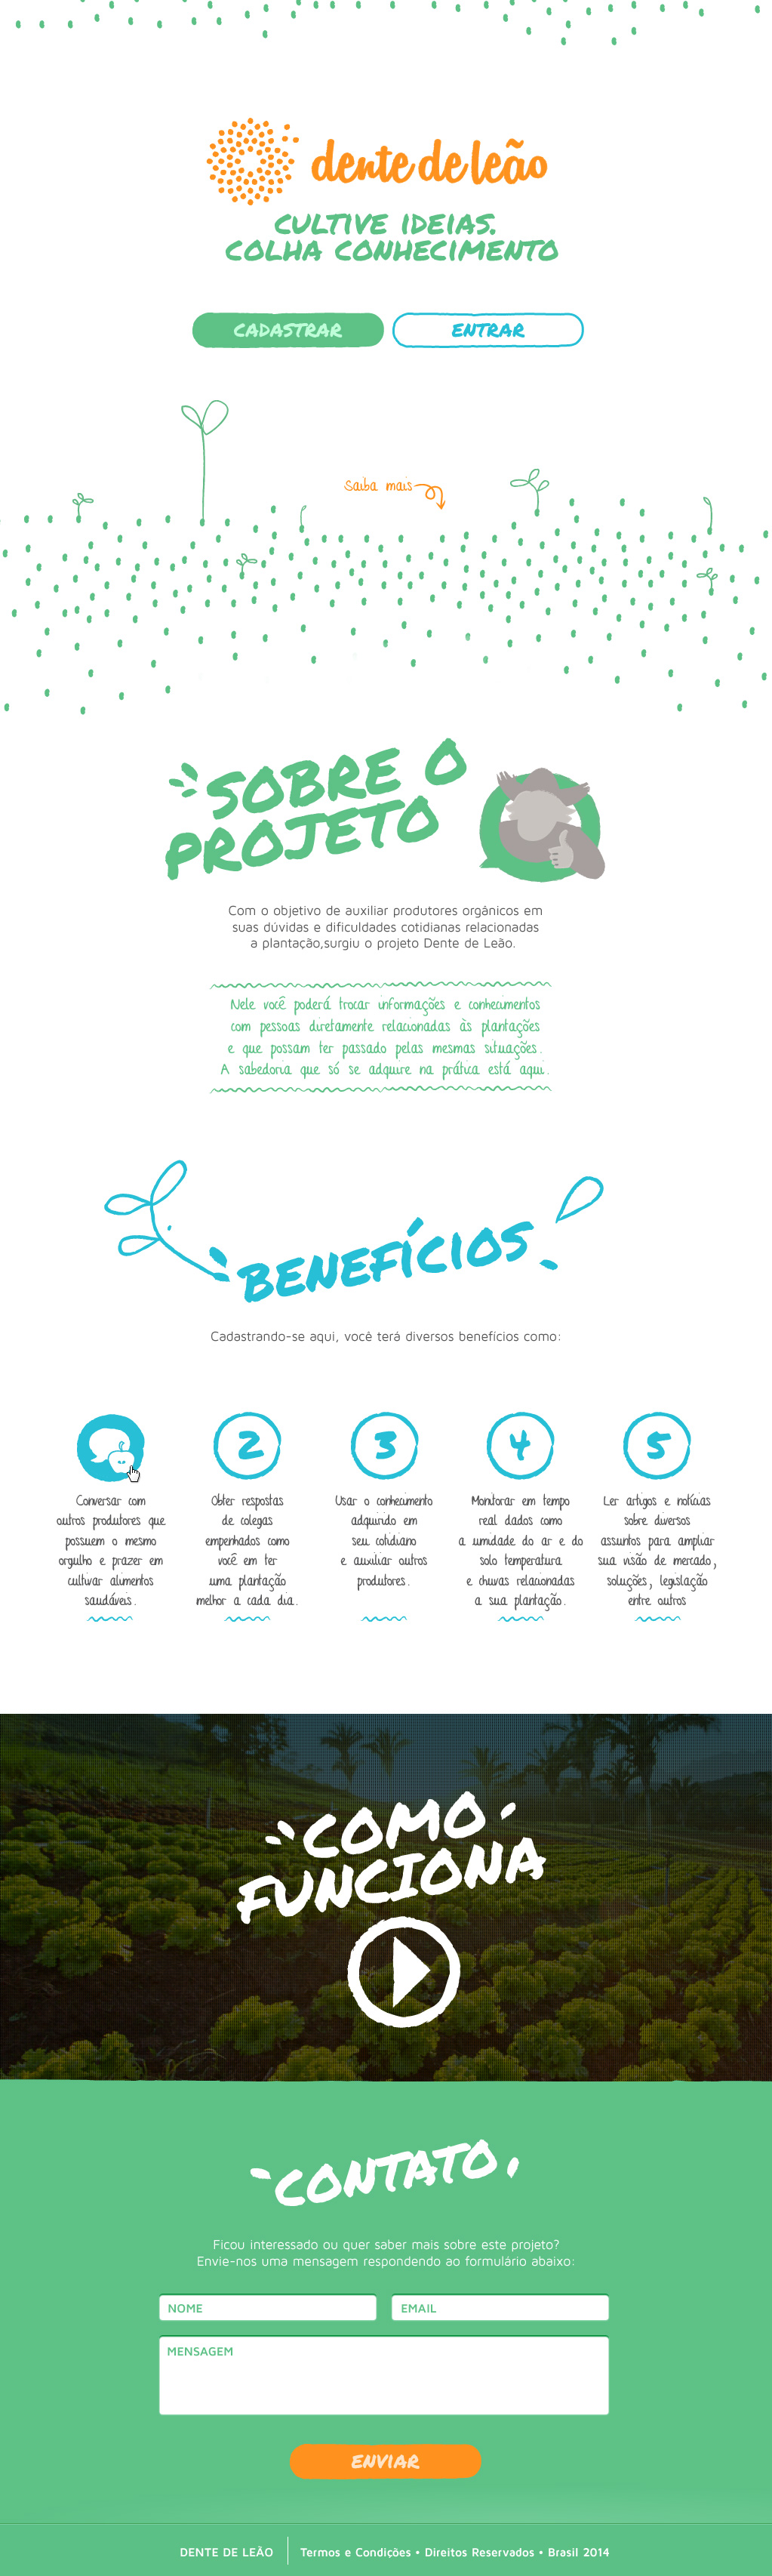 dente de leão
CULTIVE IDEIAS.
COLHA CONHECIMENTO
CADASTRAR
ENTRAR
Saiba mais
SOBRE O
PROJETO
Com o objetivo de auxiliar produtores orgânicos em
suas dúvidas e dificuldades cotidianas relacionadas
a plantação,surgiu o projeto Dente de Leão.
Nele você poderá trocar informações e conhecimentos
com pessoas diretamente relacionadas às plantações
e que possam ter passado pelas mesmas situações.
A sabedoria que só se adquire na prática está aqui.
BENEFÍCIOS
Cadastrando-se aqui, você terá diversos benefícios como:
Conversar com
outros produtores que
possuem o mesmo
orgulho e prazer em
cultivar alimentos
saudáveis.
2
Obter respostas
de colegas
empenhados como
você em ter
uma plantação
melhor a cada dia.
3
Usar o conhecimento
adquirido em
seu cotidiano
e auxiliar outros
produtores.
4
Monitorar em tempo
real dados como
a umidade do ar e do
solo temperatura
e chuvas relacionadas
a sua plantação.
5
Ler artigos e notícias
sobre diversos
assuntos para ampliar
sua visão de mercado,
soluções, legislação
entre outros
COMO
FUNCIONA
CONTATO
Ficou interessado ou quer saber mais sobre este projeto?
Envie-nos uma mensagem respondendo ao formulário abaixo:
NOME
EMAIL
MENSAGEM
ENVIAR
DENTE DE LEÃO
Termos e Condições • Direitos Reservados • Brasil 2014